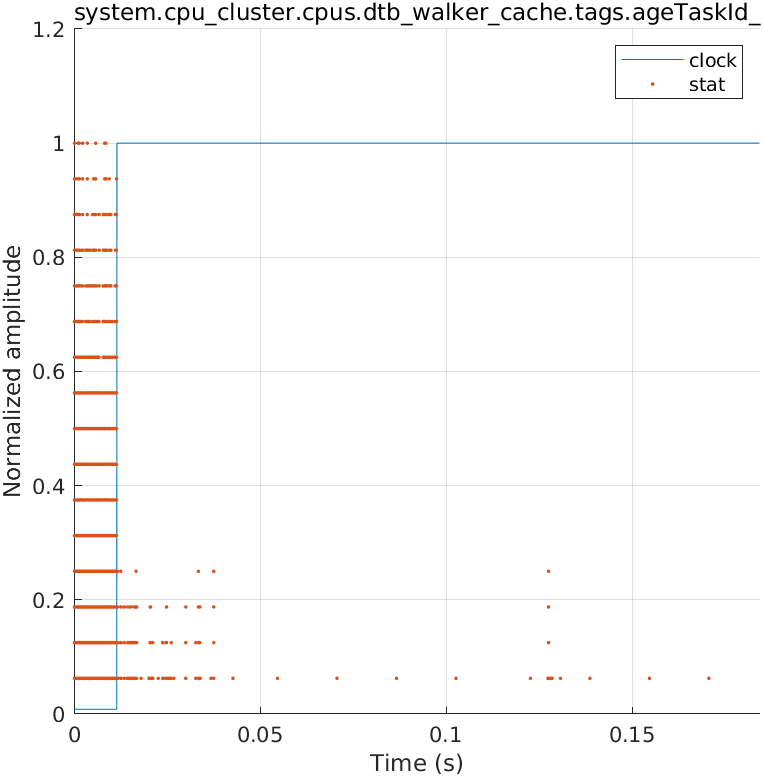 system.cpu_cluster.cpus.dtb_walker_cache.tags.ageTaskId_
1.2
clock
stat
1
0.8
0.6
0.4
0.2
0
Normalized amplitude
0
0.05
0.1
0.15
Time (s)